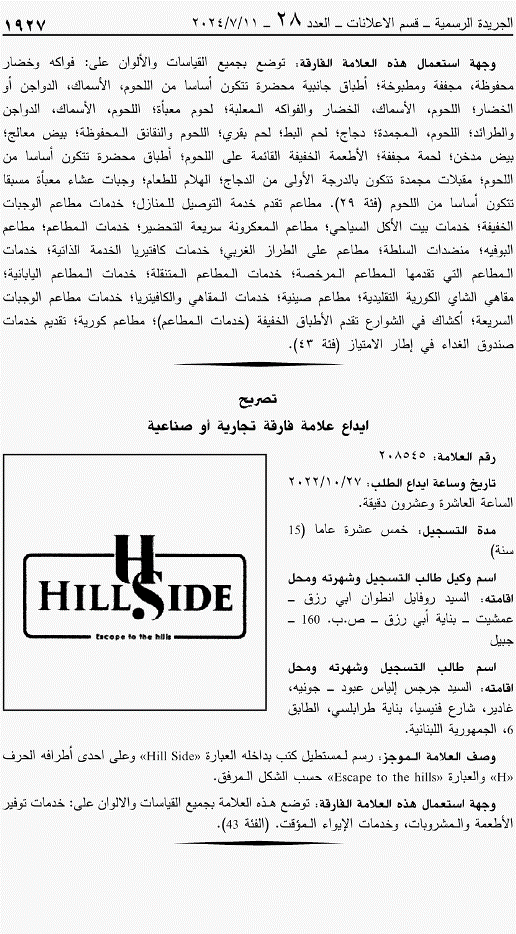 الجريدة الرسمية ــ قسم الاعلانات ــ العدد ٢٨ ــ ٢٠٢٤/٧/١١
١٩٢٧
وجهة استعمال هذه العلامة الفارقة: توضع بجميع القياسات والألوان على: فواكه وخضار
محفوظة، مجففة ومطبوخة؛ أطباق جانبية محضرة تتكون أساسا من اللحوم، الأسماك، الدواجن أو
الخضار؛ اللحوم، الأسماك، الخضار والفواكه المعلبة؛ لحوم معبأة؛ اللحوم، الأسماك، الدواجن
والطرائد؛ اللحوم، المجمدة؛ دجاج؛ لحم البط؛ لحم بقري؛ اللحوم والنقانق المحفوظة؛ بيض معالج؛
بيض مدخن؛ لحمة مجففة؛ الأطعمة الخفيفة القائمة على اللحوم؛ أطباق محضرة تتكون أساسا من
اللحوم؛ مقبلات مجمدة تتكون بالدرجة الأولى من الدجاج؛ الهلام للطعام؛ وجبات عشاء معبأة مسبقا
تتكون أساسا من اللحوم (فئة ٢٩). مطاعم تقدم خدمة التوصيل للمنازل؛ خدمات مطاعم الوجبات
الخفيفة؛ خدمات بيت الأكل السياحي؛ مطاعم المعكرونة سريعة التحضير؛ خدمات المطاعم؛ مطاعم
البوفيه؛ منضدات السلطة؛ مطاعم على الطراز الغربي؛ خدمات كافتيريا الخدمة الذاتية؛ خدمات
المطاعم التي تقدمها المطاعم المرخصة؛ خدمات المطاعم المتنقلة؛ خدمات المطاعم اليابانية؛
مقاهي الشاي الكورية التقليدية؛ مطاعم صينية؛ خدمات المقاهي والكافيتريا؛ خدمات مطاعم الوجبات
السريعة؛ أكشاك في الشوارع تقدم الأطباق الخفيفة (خدمات المطاعم)؛ مطاعم كورية؛ تقديم خدمات
صندوق الغداء في إطار الامتياز (فئة ٤٣).
تصريح
ايداع علامة فارقة تجارية أو صناعية
رقم العلامة: ٢٠٨٥٤٥
تاريخ وساعة ايداع الطلب: ٢٠٢٢/١٠/٢٧
الساعة العاشرة وعشرون دقيقة.
مدة التسجيل: خمس عشرة عاما (15
سنة)
اسم وكيل طالب التسجيل وشهرته ومحل
اقامته: السيد روفايل انطوان ابي رزق ــ
عمشيت ــ بناية أبي رزق ــ ص.ب. 160 ــ
جبيل
اسم طالب التسجيل وشهرته ومحل
اقامته: السيد جرجس إلياس عبود ــ جونيه،
غادير، شارع فنيسيا، بناية طرابلسي، الطابق
6، الجمهورية اللبنانية.
HS
HILL SIDE
Escape to the hills
وصف العلامة الموجز: رسم لمستطيل كتب بداخله العبارة «Hill Side» وعلى احدى أطرافه الحرف
«H» والعبارة «Escape to the hills» حسب الشكل المرفق.
وجهة استعمال هذه العلامة الفارقة: توضع هذه العلامة بجميع القياسات والالوان على: خدمات توفير
الأطعمة والمشروبات، وخدمات الإيواء المؤقت. (الفئة 43).